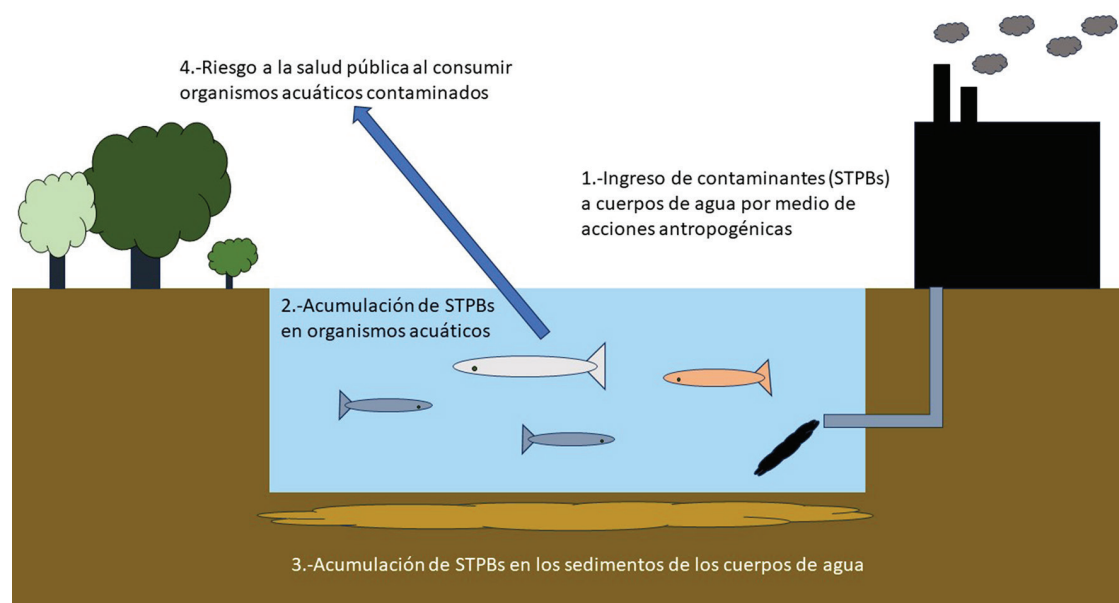 4.-Riesgo a la salud pública al consumir
organismos acuáticos contaminados
1.-Ingreso de contaminantes (STPBs)
a cuerpos de agua por medio de
acciones antropogénicas
2.-Acumulación de STPBs
en organismos acuáticos
3.-Acumulación de STPBs en los sedimentos de los cuerpos de agua